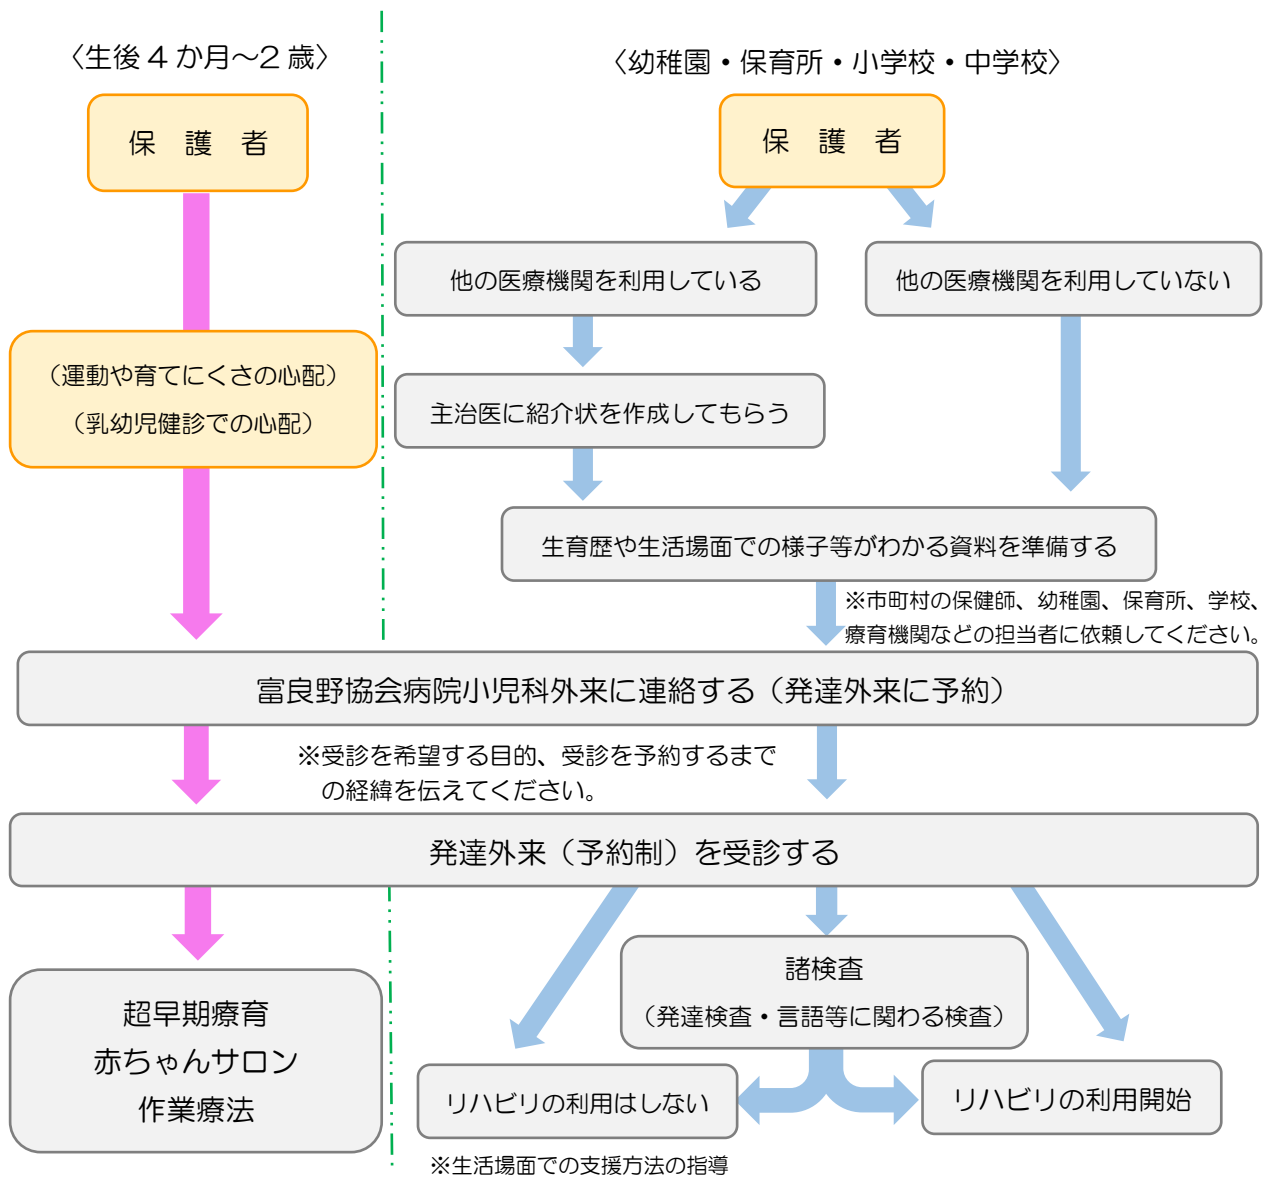 〈生後４か月～２歳〉
〈幼稚園・保育所・小学校・中学校〉
保　護　者
保　護　者
他の医療機関を利用している
他の医療機関を利用していない
（運動や育てにくさの心配）
（乳幼児健診での心配）
主治医に紹介状を作成してもらう
生育歴や生活場面での様子等がわかる資料を準備する
※市町村の保健師、幼稚園、保育所、学校、
療育機関などの担当者に依頼してください。
富良野協会病院小児科外来に連絡する（発達外来に予約）
※受診を希望する目的、受診を予約するまで
の経緯を伝えてください。
発達外来（予約制）を受診する
諸検査
（発達検査・言語等に関わる検査）
超早期療育
赤ちゃんサロン
作業療法
リハビリの利用はしない
リハビリの利用開始
※生活場面での支援方法の指導